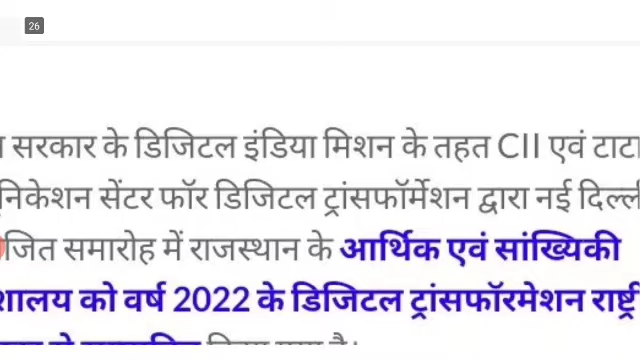 26
सरकार के डिजिटल इंडिया मिशन के तहत CII एवं टाटा
निकेशन सेंटर फॉर डिजिटल ट्रांसफॉर्मेशन द्वारा नई दिल्ली
जित समारोह में राजस्थान के आर्थिक एवं सांख्यिकी
शालय को वर्ष 2022 के डिजिटल ट्रांसफॉरमेशन राष्ट्री